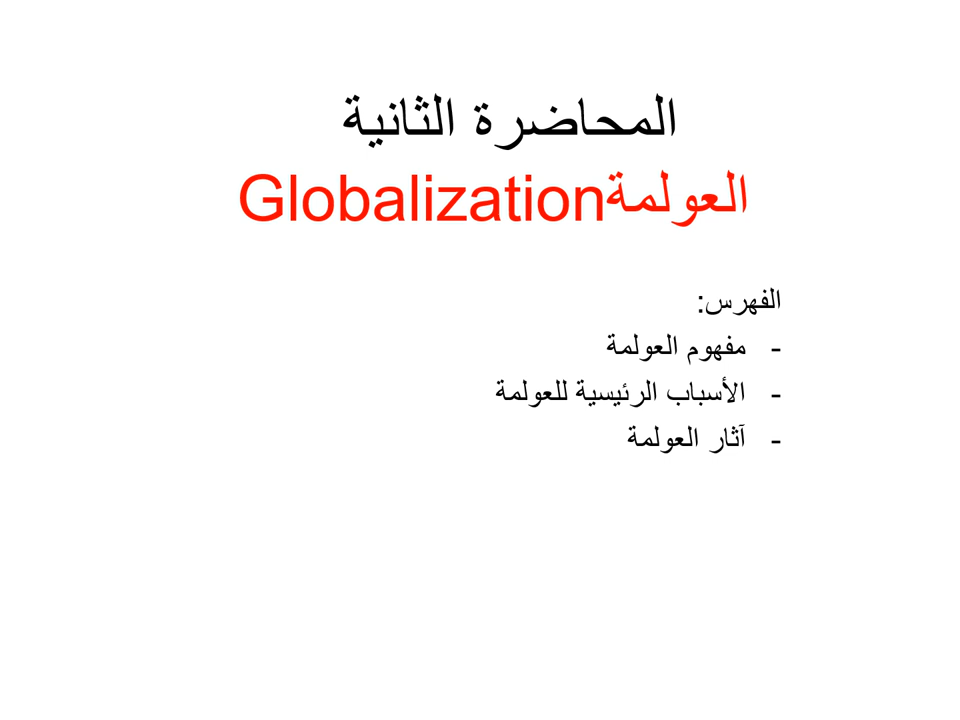 المحاضرة الثانية
العولمةGlobalization
الفهرس:
- مفهوم العولمة
- الأسباب الرئيسية للعولمة
- آثار العولمة